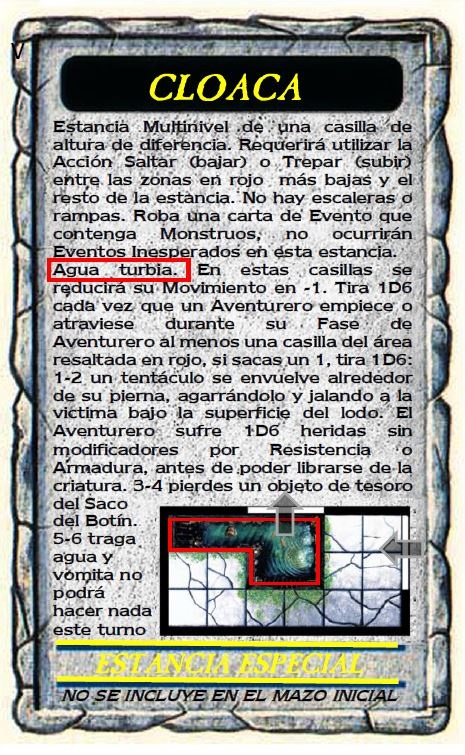 V
CLOACA
Estancia Multinivel de una casilla de
altura de diferencia. Requerirá utilizar la
Acción Saltar (bajar) o Trepar (subir)
entre las zonas en rojo más bajas y el
resto de la estancia. No hay escaleras o
rampas. Roba una carta de Evento que
contenga Monstruos, no ocurrirán
Eventos Inesperados en esta estancia.
Agua turbia. En estas casillas se
reducirá su Movimiento en -1. Tira 1D6
cada vez que un Aventurero empiece o
atraviese durante su Fase de
Aventurero al menos una casilla del área
resaltada en rojo, si sacas un 1, tira 1D6:
1-2 un tentáculo se envuelve alrededor
de su pierna, agarrándolo y jalando a la
victima bajo la superficie del lodo. El
Aventurero sufre 1D6 heridas sin
modificadores por Resistencia o
Armadura, antes de poder librarse de la
criatura. 3-4 pierdes un objeto de tesoro
del Saco
del Botín.
5-6 traga
agua y
vomita no
podrá
hacer nada
este turno
ESTANCIA ESPECIAL
NO SE INCLUYE EN EL MAZO INICIAL